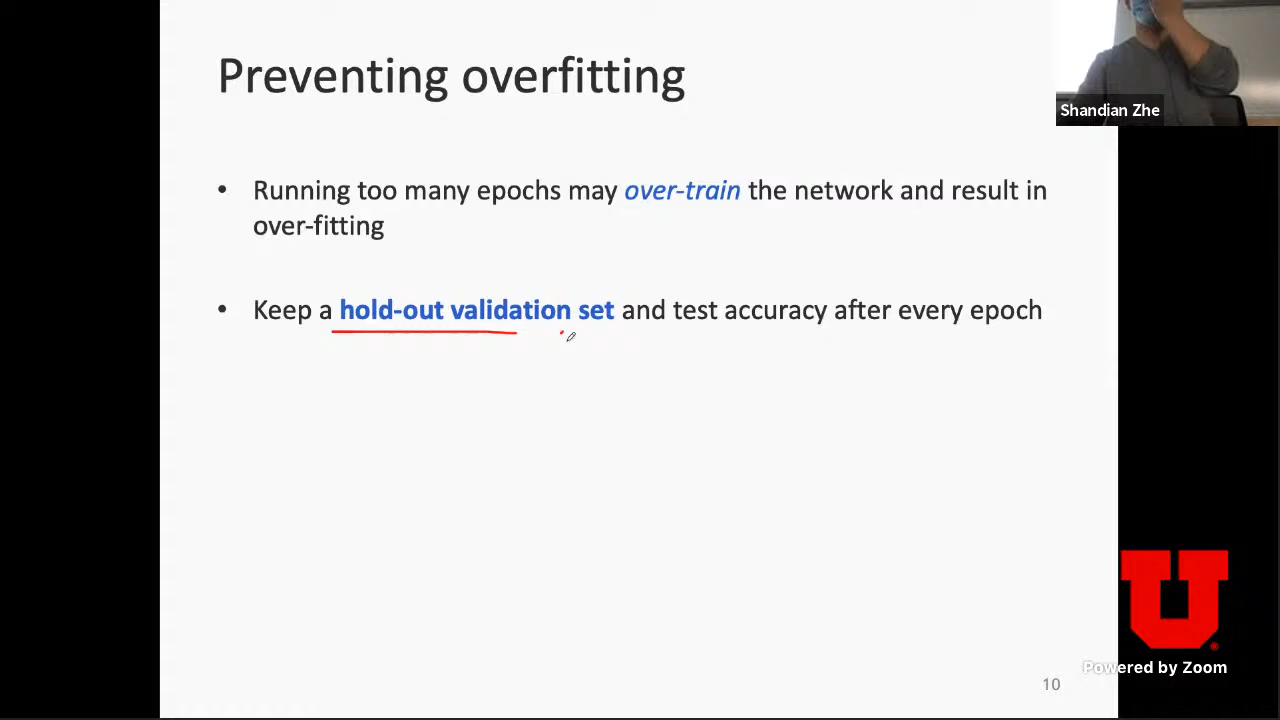 Preventing overfitting
Shandian Zhe
• Running too many epochs may over-train the network and result in
over-fitting
• Keep a hold-out validation set and test accuracy after every epoch
U
Powered by Zoom
10